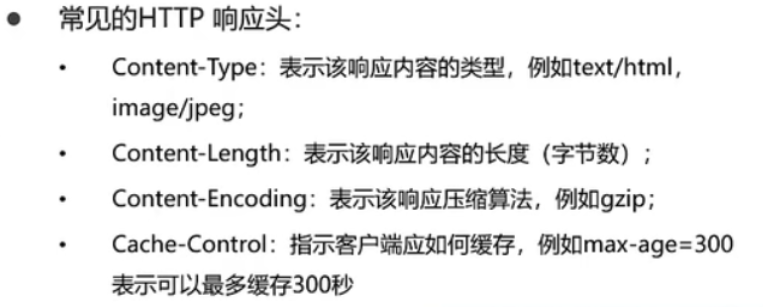 ● 常见的HTTP 响应头：
• Content-Type：表示该响应内容的类型，例如text/html，
image/jpeg；
• Content-Length：表示该响应内容的长度（字节数）；
• Content-Encoding：表示该响应压缩算法，例如gzip；
• Cache-Control：指示客户端应如何缓存，例如max-age=300
表示可以最多缓存300秒